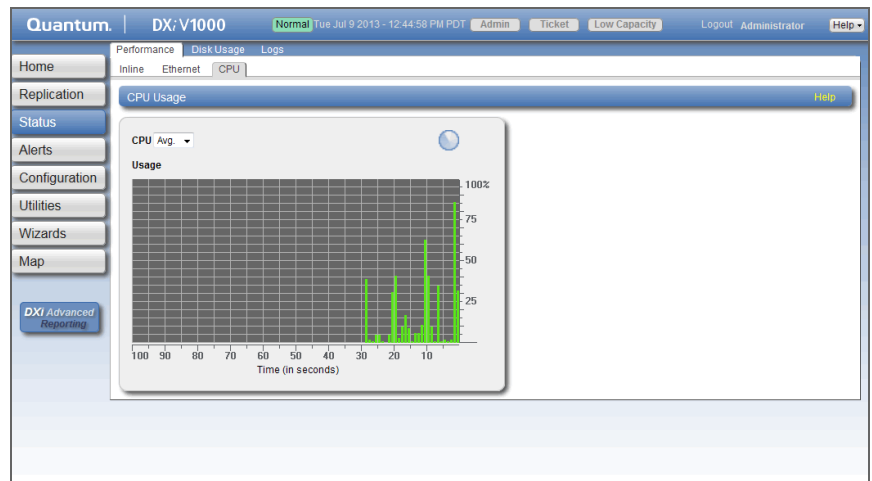 Quantum. DXi V1000 Normal Tue Jul 9 2013 - 12:44:58 PM PDT Admin Ticket Low Capacity Logout Administrator Help
Performance Disk Usage Logs
Inline Ethernet CPU
Home
Replication
Status
Alerts
Configuration
Utilities
Wizards
Map
DXi Advanced
Reporting
CPU Usage Help
CPU Avg.
Usage
100%
75
50
25
100 90 80 70 60 50 40 30 20 10
Time (in seconds)